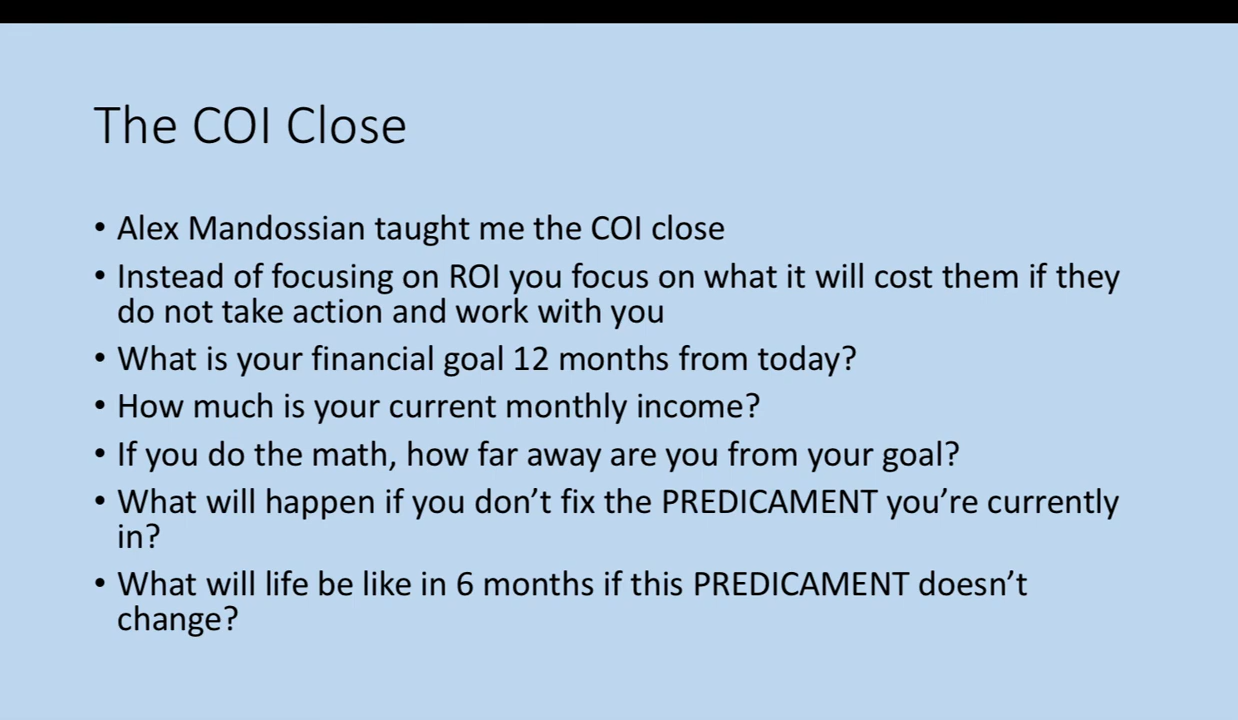 The COI Close
• Alex Mandossian taught me the COI close
• Instead of focusing on ROI you focus on what it will cost them if they
do not take action and work with you
• What is your financial goal 12 months from today?
• How much is your current monthly income?
• If you do the math, how far away are you from your goal?
• What will happen if you don’t fix the PREDICAMENT you’re currently
in?
• What will life be like in 6 months if this PREDICAMENT doesn’t
change?